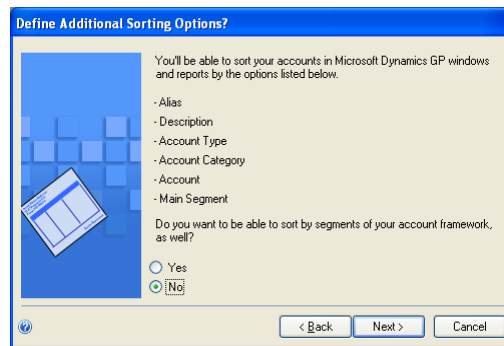 Define Additional Sorting Options?
You'll be able to sort your accounts in Microsoft Dynamics GP windows
and reports by the options listed below.
- Alias
- Description
- Account Type
- Account Category
- Account
- Main Segment
Do you want to be able to sort by segments of your account framework,
as well?
Yes
No
< Back
Next >
Cancel